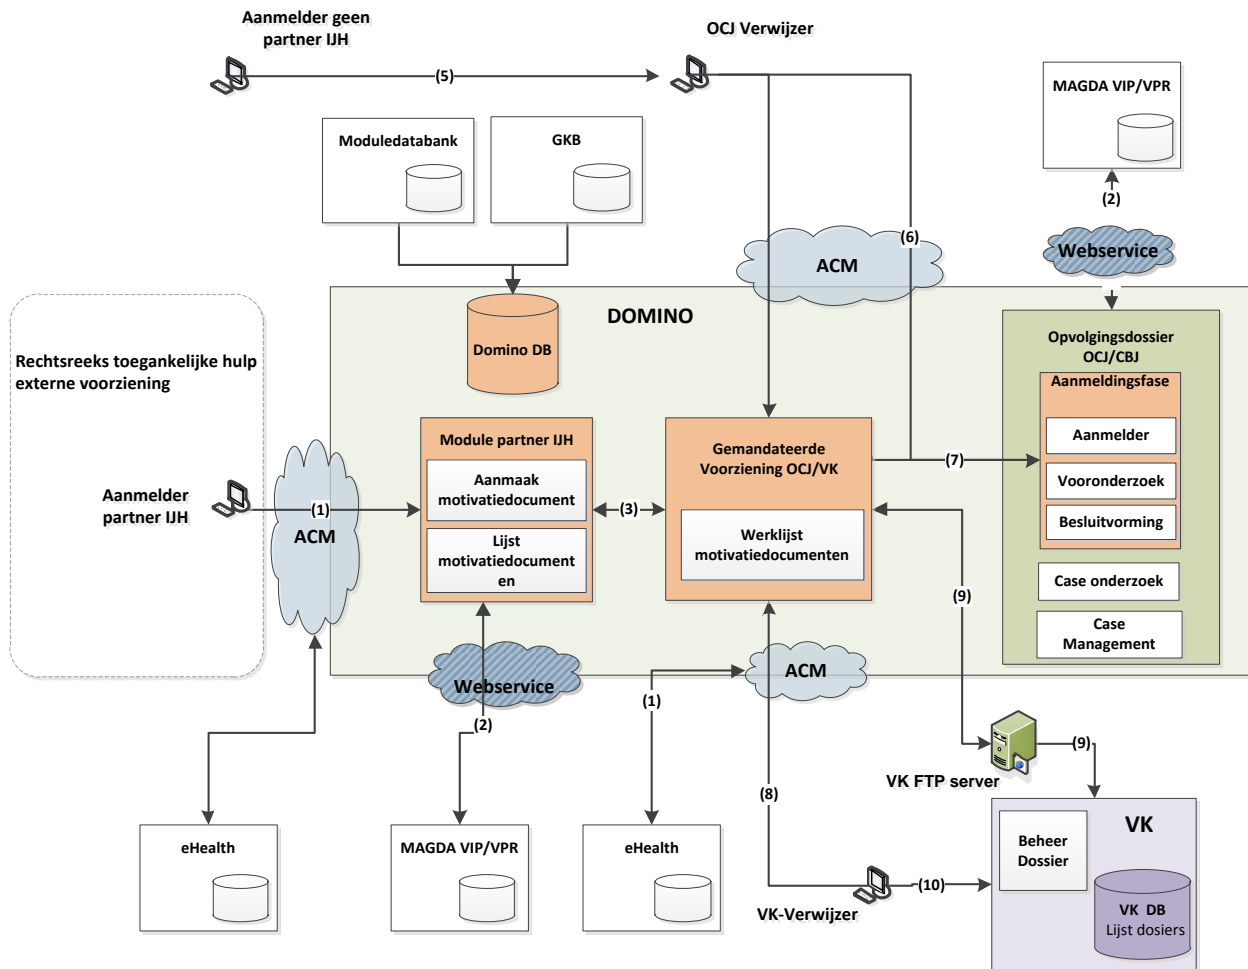 Aanmelder geen
partner IJH
OCJ Verwijzer
(5)
MAGDA VIP/VPR
(2)
Moduledatabank
GKB
(6)
ACM
Webservice
DOMINO
Domino DB
Rechtsreeks toegankelijke hulp
externe voorziening
Opvolgingsdossier
OCJ/CBJ
Aanmeldingsfase
Aanmelder
Vooronderzoek
Besluitvorming
Case onderzoek
Case
Management
Module partner IJH
Aanmaak
motivatiedocument
Lijst
motivatiedocument
en
Gemandateerde
Voorziening OCJ/VK
Werklijst
motivatiedocumenten
(7)
(3)
Aanmelder
partner IJH
(1)
ACM
(9)
Webservice
(2)
ACM
(1)
(9)
VK FTP server
(8)
eHealth
MAGDA VIP/VPR
eHealth
VK
Beheer
Dossier
VK DB
Lijst dosiers
(10)
VK-Verwijzer